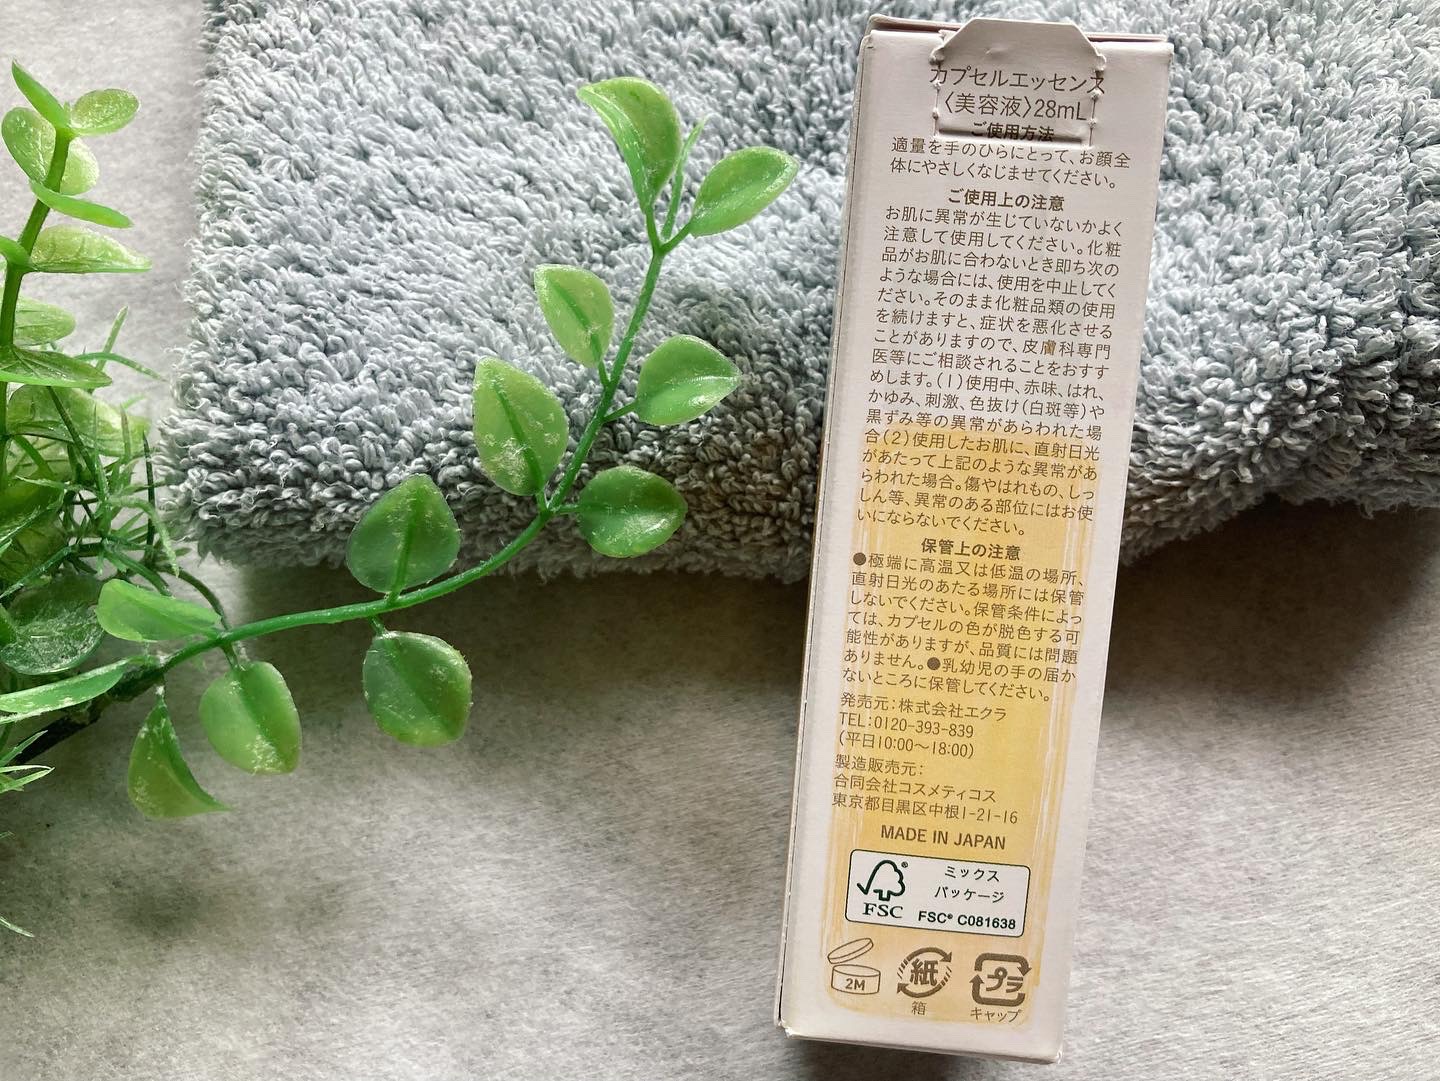 カプセルエッセンス
〈美容液〉28mL
ご使用方法
適量を手のひらにとって、お顔全
体にやさしくなじませてください。
ご使用上の注意
お肌に異常が生じていないかよく
注意して使用してください。化粧
品がお肌に合わないとき即ち次の
ような場合には、使用を中止してく
ださい。そのまま化粧品類の使用
を続けますと、症状を悪化させる
ことがありますので、皮膚科専門
医等にご相談されることをおすす
めします。(1)使用中、赤味、はれ、
かゆみ、刺激、色抜け(白斑等)や
黒ずみ等の異常があらわれた場
合(2)使用したお肌に、直射日光
があたって上記のような異常があ
らわれた場合。傷やはれもの、しっ
しん等、異常のある部位にはお使
いにならないでください。
保管上の注意
●極端に高温又は低温の場所、
直射日光のあたる場所には保管
しないでください。保管条件によっ
ては、カプセルの色が脱色する可
能性がありますが、品質には問題
ありません。●乳幼児の手の届か
ないところに保管してください。
発売元:株式会社エクラ
TEL:0120-393-839
(平日10:00～18:00)
製造販売元:
合同会社コスメティコス
東京都目黒区中根1-21-16
MADE IN JAPAN
ミックス
パッケージ
FSC
FSC® C081638
2M
紙
プラ
箱
キャップ